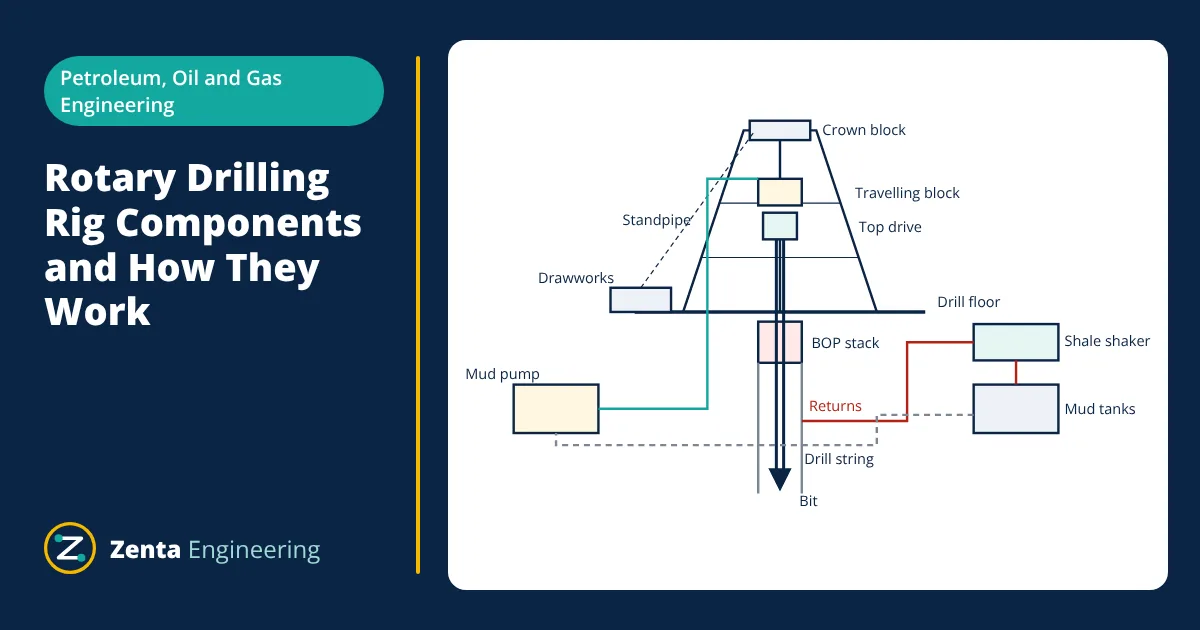 Petroleum, Oil and Gas
Engineering
Rotary Drilling
Rig Components
and How They
Work
Zenta Engineering
Crown block
Travelling block
Standpipe
Top drive
Drawworks
Drill floor
BOP stack
Shale shaker
Mud pump
Returns
Mud tanks
Drill string
Bit